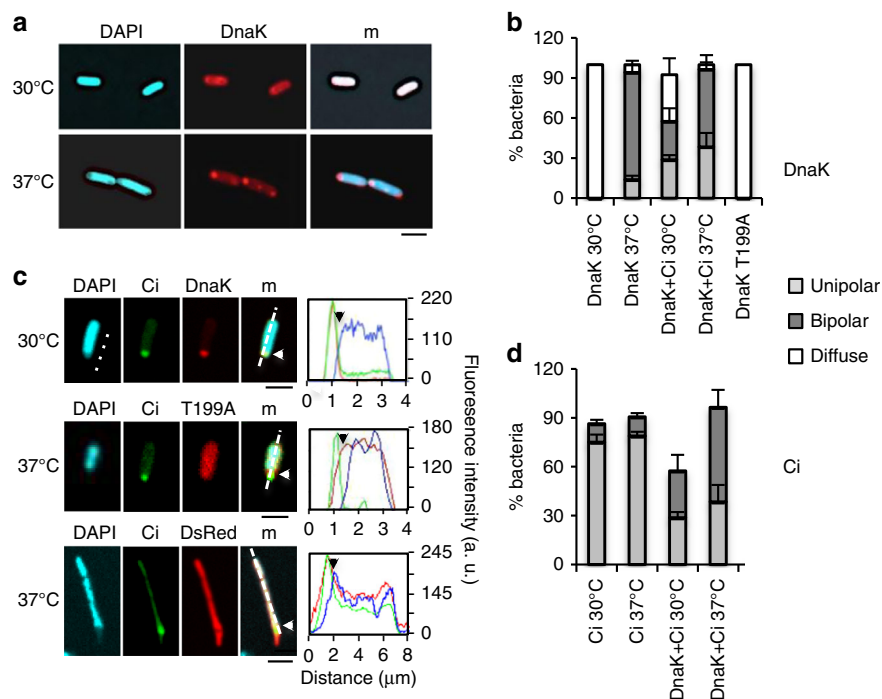 a
DAPI DnaK m
30°C
37°C
b
120
90
60
30
0
% bacteria
DnaK 30°C
DnaK 37°C
DnaK+Ci 30°C
DnaK+Ci 37°C
DnaK T199A
DnaK
Unipolar
Bipolar
Diffuse
c
DAPI Ci DnaK m
30°C
220
110
0
0 1 2 3 4
DAPI Ci T199A m
37°C
180
120
60
0
0 1 2 3 4
DAPI Ci DsRed m
37°C
245
145
0
0 2 4 6 8
Distance (μm)
Fluoresence intensity (a. u.)
d
120
90
60
30
0
% bacteria
Ci 30°C
Ci 37°C
DnaK+Ci 30°C
DnaK+Ci 37°C
Ci